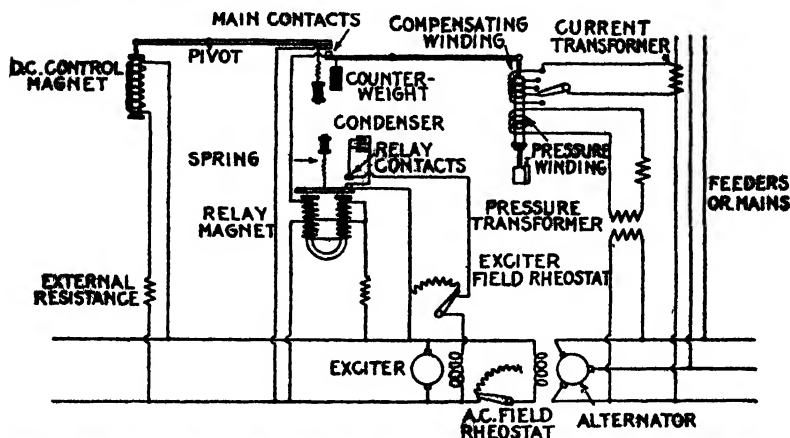 MAIN CONTACTS
COMPENSATING
WINDING
CURRENT
TRANSFORMER
PIVOT
D.C. CONTROL
MAGNET
COUNTER-
WEIGHT
CONDENSER
SPRING
RELAY
CONTACTS
PRESSURE
WINDING
FEEDERS
OR MAINS
RELAY
MAGNET
PRESSURE
TRANSFORMER
EXCITER
FIELD RHEOSTAT
EXTERNAL
RESISTANCE
EXCITER
A.C. FIELD
RHEOSTAT
ALTERNATOR